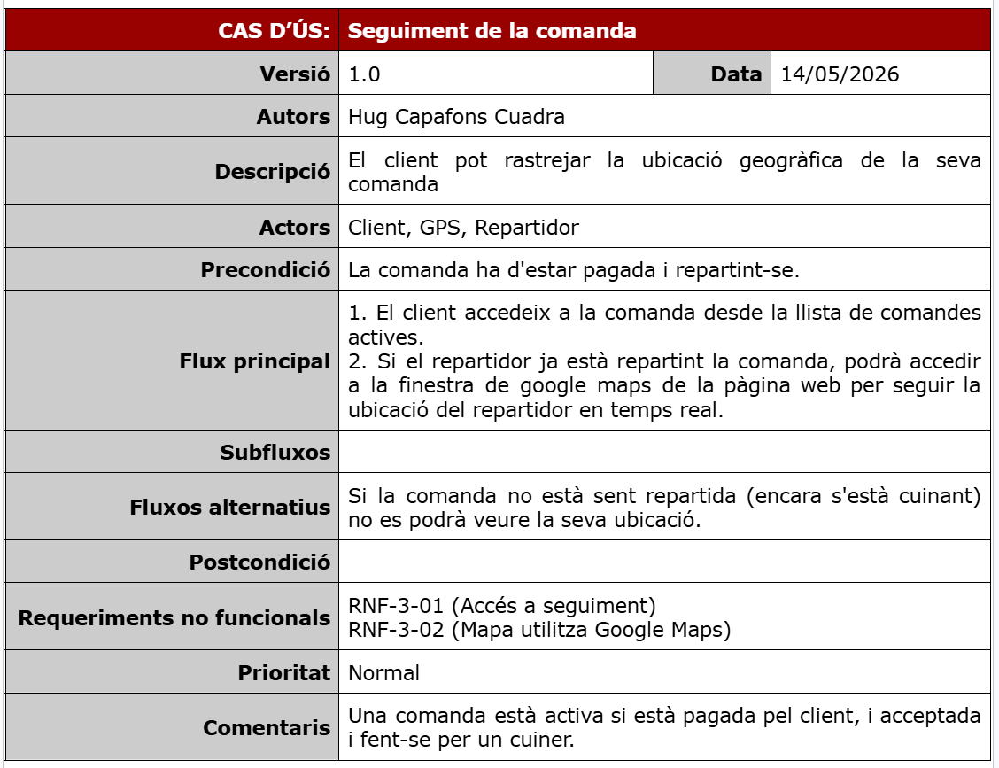 CAS D’ÚS: Seguiment de la comanda
Versió 1.0 Data 14/05/2026
Autors Hug Capafons Cuadra
Descripció El client pot rastrejar la ubicació geogràfica de la seva
comanda
Actors Client, GPS, Repartidor
Precondició La comanda ha d'estar pagada i repartint-se.
Flux principal 1. El client accedeix a la comanda desde la llista de comandes
actives.
2. Si el repartidor ja està repartint la comanda, podrà accedir
a la finestra de google maps de la pàgina web per seguir la
ubicació del repartidor en temps real.
Subfluxos
Fluxos alternatius Si la comanda no està sent repartida (encara s'està cuinant)
no es podrà veure la seva ubicació.
Postcondició
Requeriments no funcionals RNF-3-01 (Accés a seguiment)
RNF-3-02 (Mapa utilitza Google Maps)
Prioritat Normal
Comentaris Una comanda està activa si està pagada pel client, i acceptada
i fent-se per un cuiner.